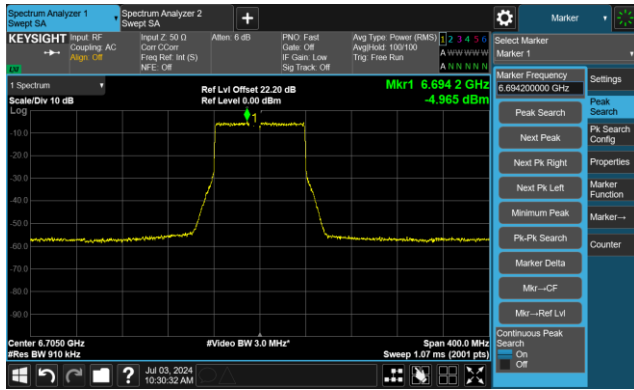 Spectrum Analyzer 1
Swept SA
Spectrum Analyzer 2
Swept SA
+
Marker
KEYSIGHT
Input: RF
Coupling: AC
Align: Off
Input Z: 50 Ω
Corr CCorr
Freq Ref: Int (S)
NFE: Off
Atten: 6 dB
PNO: Fast
Gate: Off
IF Gain: Low
Sig Track: Off
Avg Type: Power (RMS)
Avg|Hold: 100/100
Trig: Free Run
1 2 3 4 5 6
A W W W W W
A N N N N N
Select Marker
Marker 1
1 Spectrum
Scale/Div 10 dB
Log
Ref Lvl Offset 22.20 dB
Ref Level 0.00 dBm
Mkr1 6.694 2 GHz
-4.965 dBm
1
-10.0
-20.0
-30.0
-40.0
-50.0
-60.0
-70.0
-80.0
-90.0
Center 6.7050 GHz
#Res BW 910 kHz
#Video BW 3.0 MHz*
Span 400.0 MHz
Sweep 1.07 ms (2001 pts)
Marker Frequency
6.694200000 GHz
Peak Search
Next Peak
Next Pk Right
Next Pk Left
Minimum Peak
Pk-Pk Search
Marker Delta
Mkr→CF
Mkr→Ref Lvl
Continuous Peak
Search
On
Off
Settings
Peak
Search
Pk Search
Config
Properties
Marker
Function
Marker→
Counter
?
Jul 03, 2024
10:30:32 AM